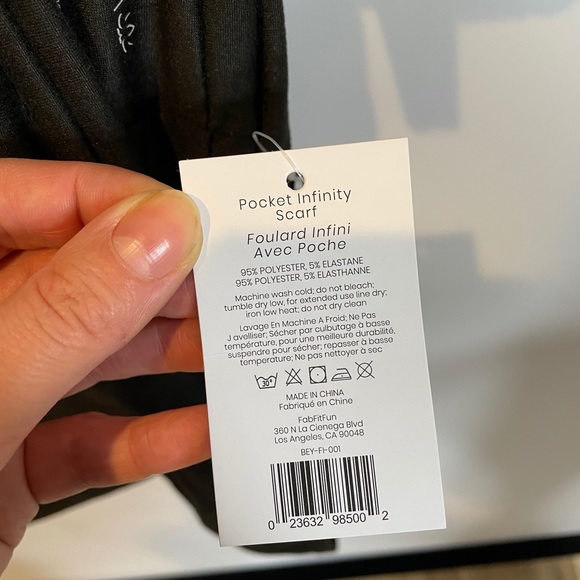 Pocket Infinity
Scarf
Foulard Infini
Avec Poche
95% POLYESTER, 5% ELASTANE
95% POLYESTER, 5% ELASTHANNE
Machine wash cold; do not bleach;
tumble dry low, for extended use line dry;
iron low heat; do not dry clean
Lavage En Machine A Froid; Ne Pas
J avelliser; Sécher par culbutage à basse
température, pour une meilleure durabilité,
suspendre pour sécher; repasser à basse
temperature; Ne pas nettoyer à sec
30°
MADE IN CHINA
Fabriqué en Chine
FabFitFun
360 N La Cienega Blvd
Los Angeles, CA 90048
BEY-FI-001
0 23632 98500 2